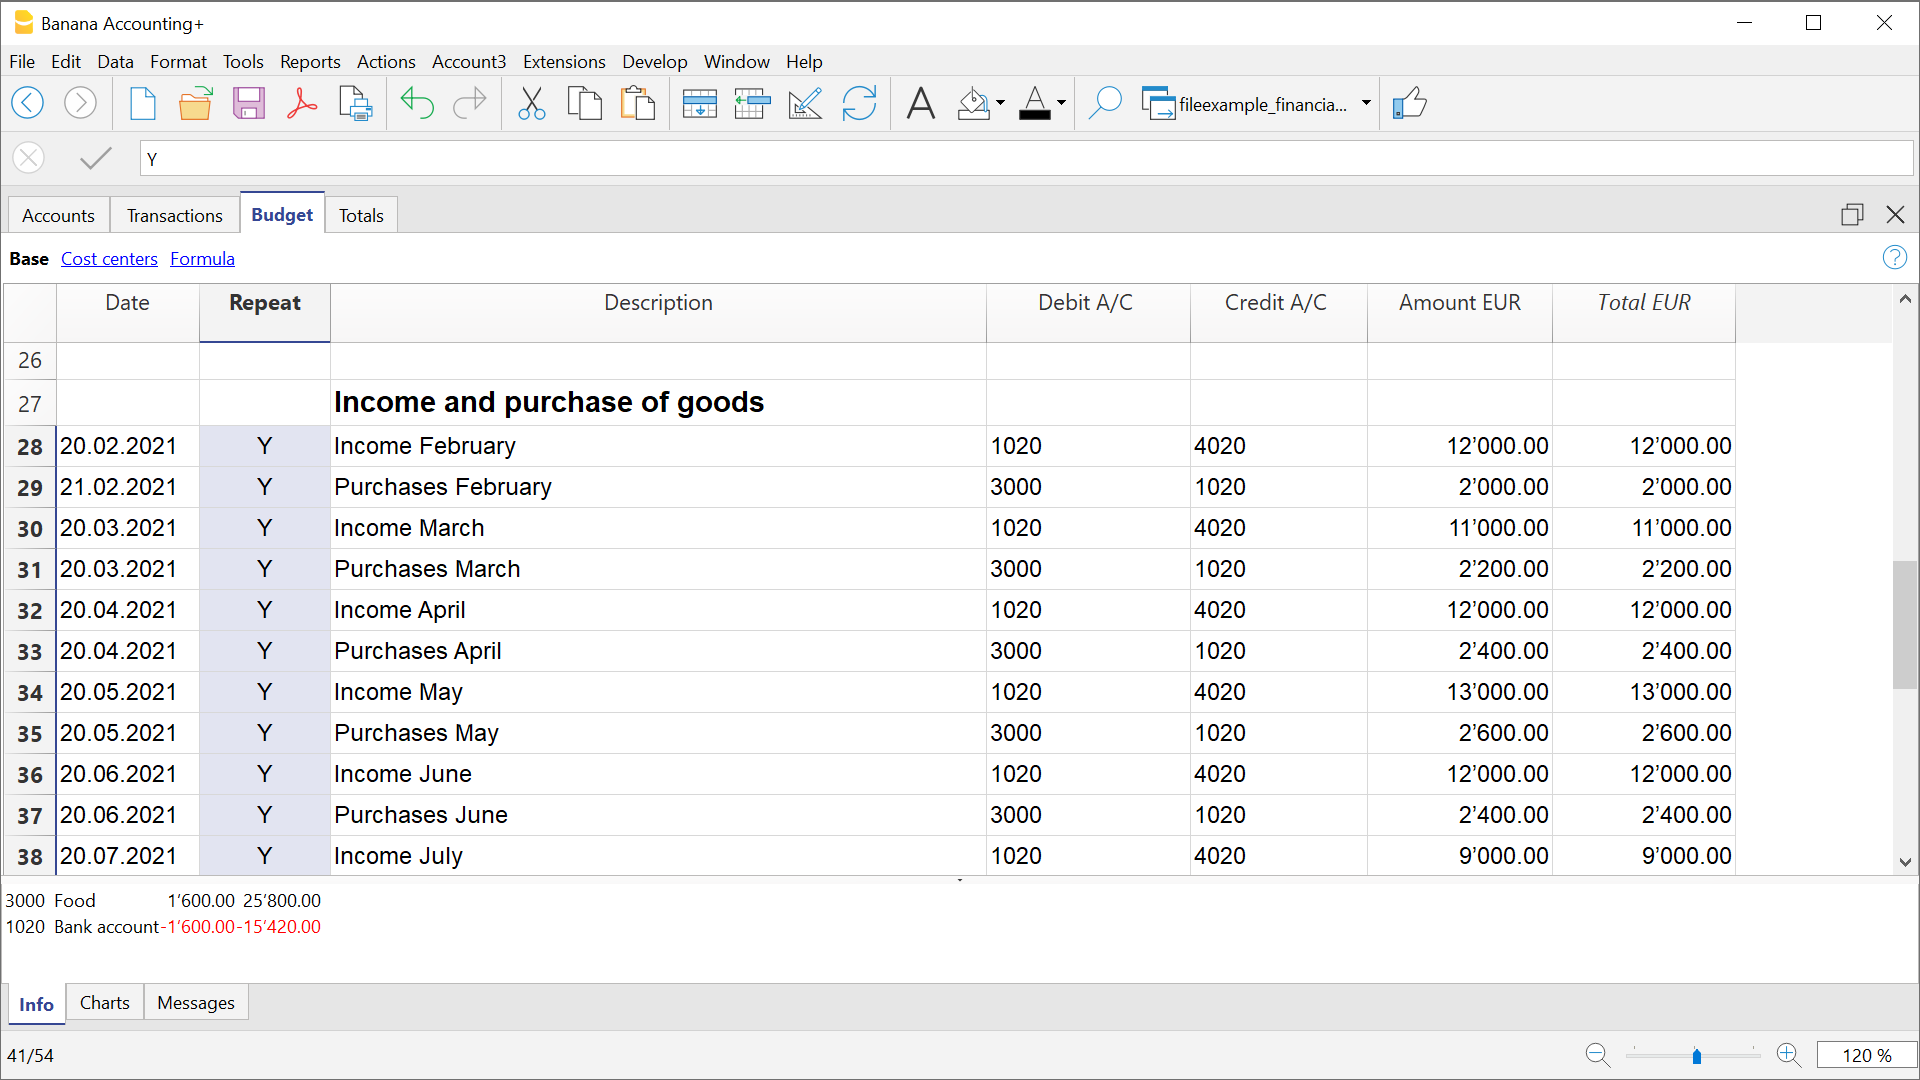 Banana Accounting+
File Edit Data Format Tools Reports Actions Account3 Extensions Develop Window Help
fileexample_financia...
Y
Accounts Transactions Budget Totals
Base Cost centers Formula
Date Repeat Description Debit A/C Credit A/C Amount EUR Total EUR
26
27 Income and purchase of goods
28 20.02.2021 Y Income February 1020 4020 12’000.00 12’000.00
29 21.02.2021 Y Purchases February 3000 1020 2’000.00 2’000.00
30 20.03.2021 Y Income March 1020 4020 11’000.00 11’000.00
31 20.03.2021 Y Purchases March 3000 1020 2’200.00 2’200.00
32 20.04.2021 Y Income April 1020 4020 12’000.00 12’000.00
33 20.04.2021 Y Purchases April 3000 1020 2’400.00 2’400.00
34 20.05.2021 Y Income May 1020 4020 13’000.00 13’000.00
35 20.05.2021 Y Purchases May 3000 1020 2’600.00 2’600.00
36 20.06.2021 Y Income June 1020 4020 12’000.00 12’000.00
37 20.06.2021 Y Purchases June 3000 1020 2’400.00 2’400.00
38 20.07.2021 Y Income July 1020 4020 9’000.00 9’000.00
3000 Food 1’600.00 25’800.00
1020 Bank account -1’600.00 -15’420.00
Info Charts Messages
41/54 120 %